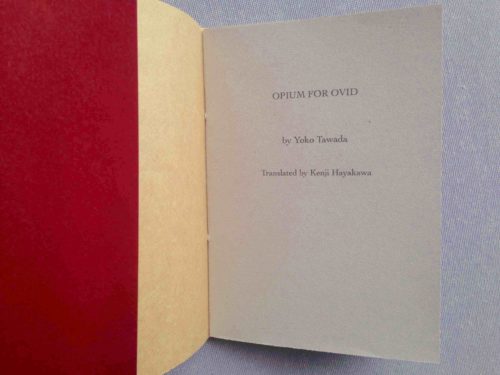 OPIUM FOR OVID
by Yoko Tawada
Translated by Kenji Hayakawa